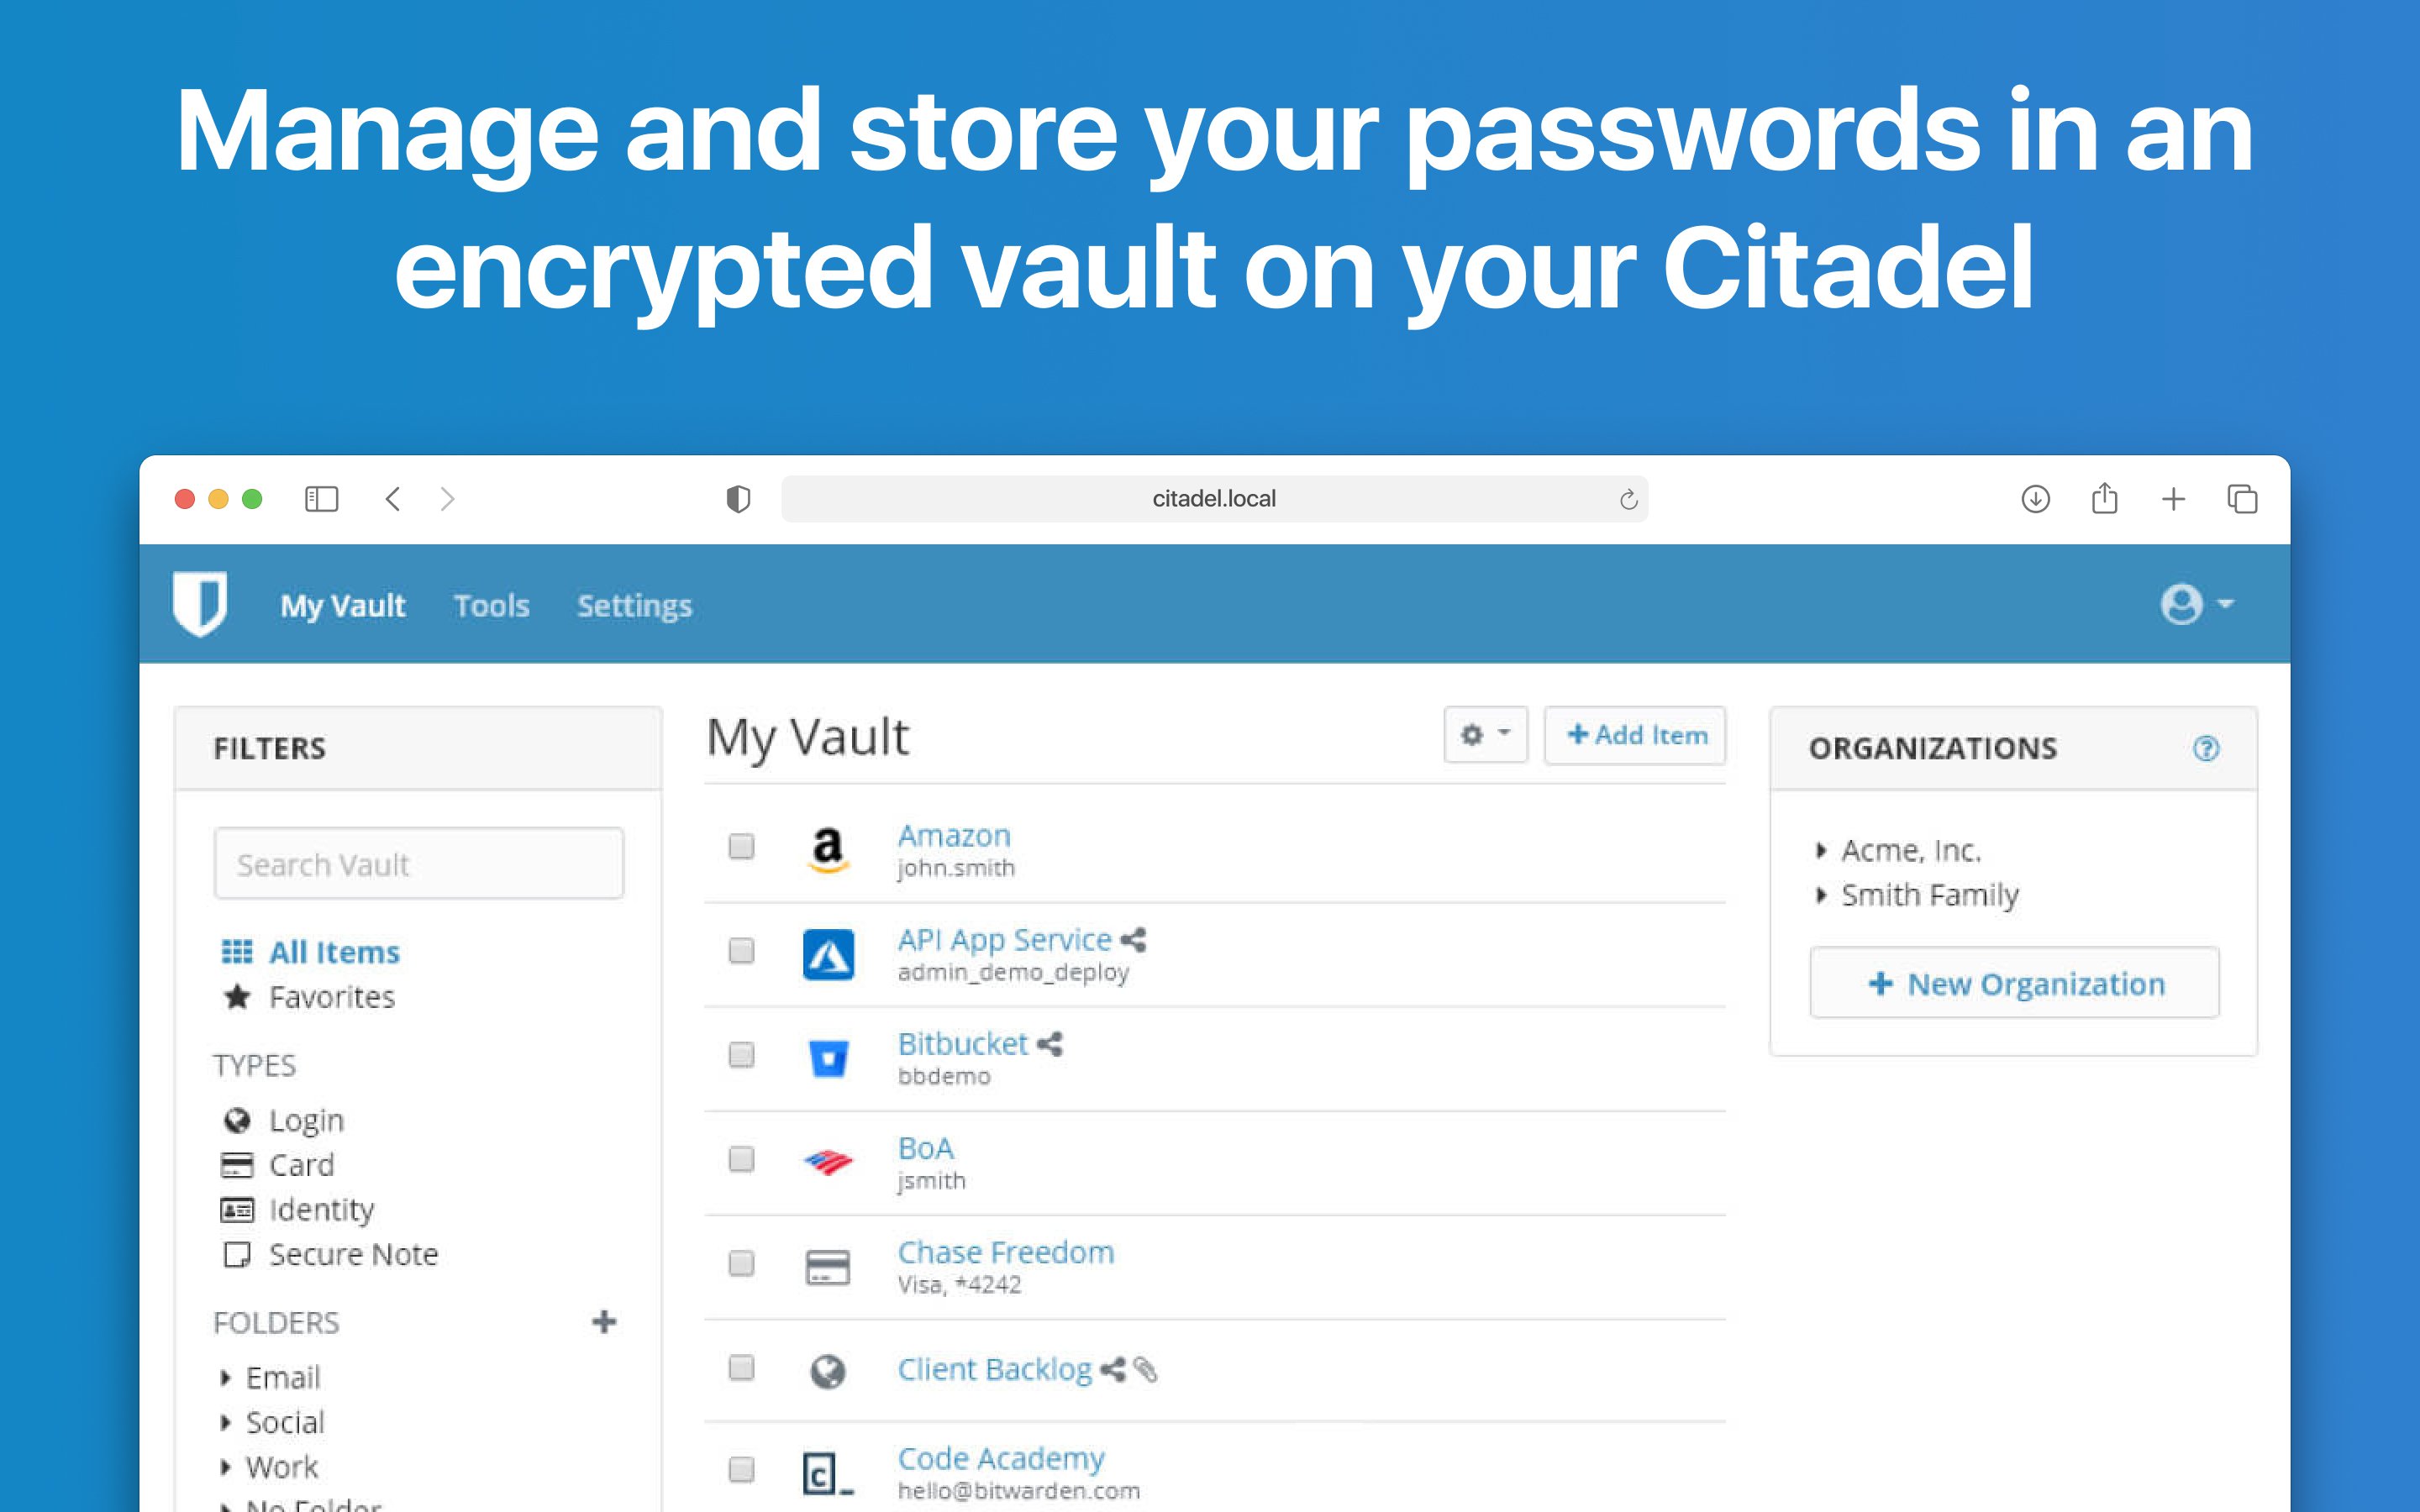 Manage and store your passwords in an
encrypted vault on your Citadel
citadel.local
My Vault
Tools
Settings
FILTERS
Search Vault
All Items
Favorites
TYPES
Login
Card
Identity
Secure Note
FOLDERS
Email
Social
Work
No Folder
My Vault
Add Item
Amazon
john.smith
API App Service
admin_demo_deploy
Bitbucket
bbdemo
BoA
jsmith
Chase Freedom
Visa, *4242
Client Backlog
Code Academy
hello@bitwarden.com
ORGANIZATIONS
Acme, Inc.
Smith Family
New Organization